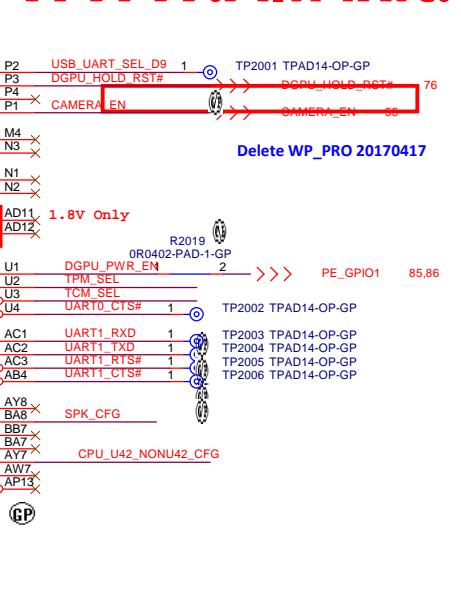 P2 USB_UART_SEL_D9 1 TP2001 TPAD14-OP-GP
P3 DGPU_HOLD_RST# DGPU_HOLD_RST# 76
P4
P1 CAMERA_EN CAMERA_EN 55
M4
N3
Delete WP_PRO 20170417
N1
N2
AD11 1.8V Only
AD12
R2019
0R0402-PAD-1-GP
U1 DGPU_PWR_EN 1 2 PE_GPIO1 85,86
U2 TPM_SEL
U3 TCM_SEL
U4 UART0_CTS# 1 TP2002 TPAD14-OP-GP
AC1 UART1_RXD 1 TP2003 TPAD14-OP-GP
AC2 UART1_TXD 1 TP2004 TPAD14-OP-GP
AC3 UART1_RTS# 1 TP2005 TPAD14-OP-GP
AB4 UART1_CTS# 1 TP2006 TPAD14-OP-GP
AY8
BA8 SPK_CFG
BB7
BA7
AY7 CPU_U42_NONU42_CFG
AW7
AP13
GP